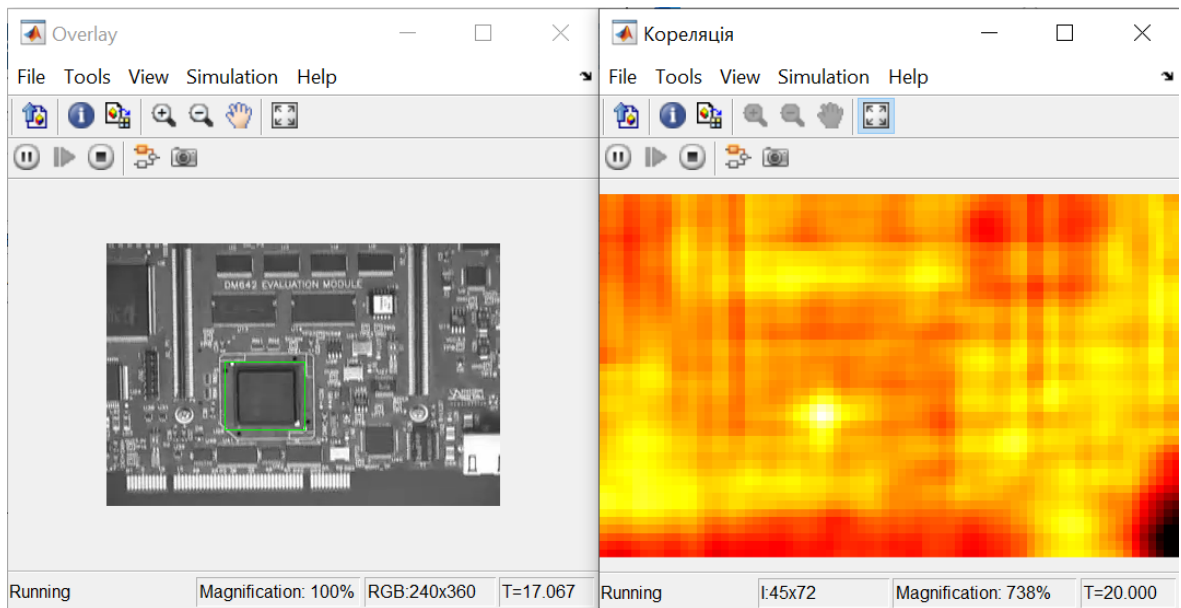 Overlay
File Tools View Simulation Help
DM642 EVALUATION MODULE
Running
Magnification: 100%
RGB:240x360
T=17.067
Кореляція
File Tools View Simulation Help
Running
I:45x72
Magnification: 738%
T=20.000